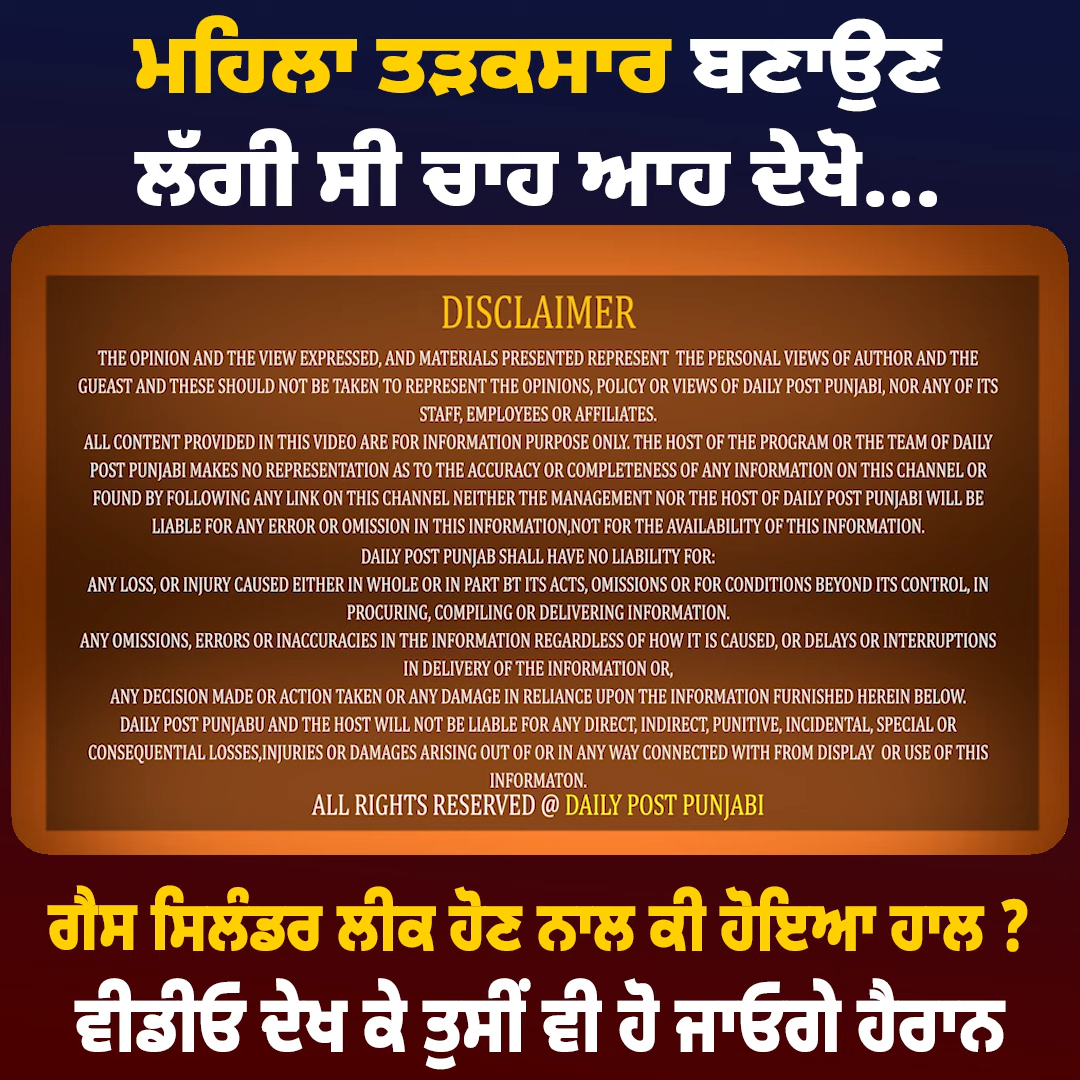 ਮਹਿਲਾ ਤੜਕਸਾਰ ਬਣਾਉਣ
ਲੱਗੀ ਸੀ ਚਾਹ ਆਹ ਦੇਖੋ...
DISCLAIMER
THE OPINION AND THE VIEW EXPRESSED, AND MATERIALS PRESENTED REPRESENT THE PERSONAL VIEWS OF AUTHOR AND THE
GUEAST AND THESE SHOULD NOT BE TAKEN TO REPRESENT THE OPINIONS, POLICY OR VIEWS OF DAILY POST PUNJABI, NOR ANY OF ITS
STAFF, EMPLOYEES OR AFFILIATES.
ALL CONTENT PROVIDED IN THIS VIDEO ARE FOR INFORMATION PURPOSE ONLY. THE HOST OF THE PROGRAM OR THE TEAM OF DAILY
POST PUNJABI MAKES NO REPRESENTATION AS TO THE ACCURACY OR COMPLETENESS OF ANY INFORMATION ON THIS CHANNEL OR
FOUND BY FOLLOWING ANY LINK ON THIS CHANNEL NEITHER THE MANAGEMENT NOR THE HOST OF DAILY POST PUNJABI WILL BE
LIABLE FOR ANY ERROR OR OMISSION IN THIS INFORMATION,NOT FOR THE AVAILABILITY OF THIS INFORMATION.
DAILY POST PUNJAB SHALL HAVE NO LIABILITY FOR:
ANY LOSS, OR INJURY CAUSED EITHER IN WHOLE OR IN PART BT ITS ACTS, OMISSIONS OR FOR CONDITIONS BEYOND ITS CONTROL, IN
PROCURING, COMPILING OR DELIVERING INFORMATION.
ANY OMISSIONS, ERRORS OR INACCURACIES IN THE INFORMATION REGARDLESS OF HOW IT IS CAUSED, OR DELAYS OR INTERRUPTIONS
IN DELIVERY OF THE INFORMATION OR,
ANY DECISION MADE OR ACTION TAKEN OR ANY DAMAGE IN RELIANCE UPON THE INFORMATION FURNISHED HEREIN BELOW.
DAILY POST PUNJABU AND THE HOST WILL NOT BE LIABLE FOR ANY DIRECT, INDIRECT, PUNITIVE, INCIDENTAL, SPECIAL OR
CONSEQUENTIAL LOSSES,INJURIES OR DAMAGES ARISING OUT OF OR IN ANY WAY CONNECTED WITH FROM DISPLAY OR USE OF THIS
INFORMATON.
ALL RIGHTS RESERVED @ DAILY POST PUNJABI
ਗੈਸ ਸਿਲੰਡਰ ਲੀਕ ਹੋਣ ਨਾਲ ਕੀ ਹੋਇਆ ਹਾਲ ?
ਵੀਡੀਓ ਦੇਖ ਕੇ ਤੁਸੀਂ ਵੀ ਹੋ ਜਾਓਗੇ ਹੈਰਾਨ